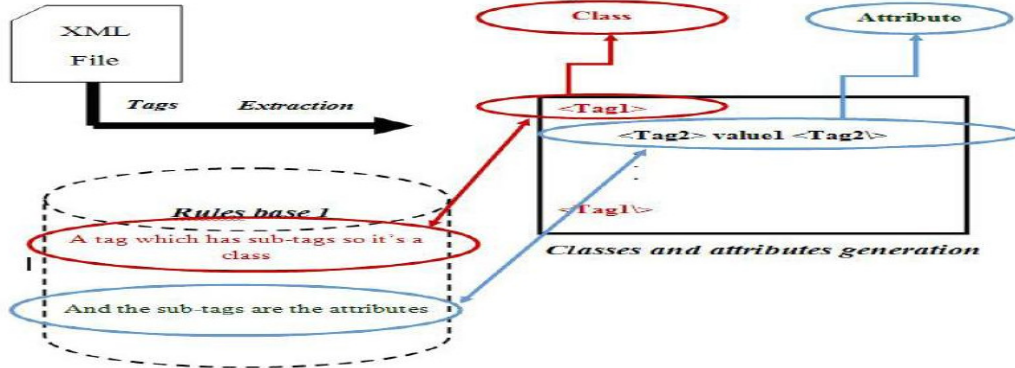 XML
File
Tags Extraction
Class
Attribute
<Tag1>
<Tag2> value1 <Tag2\>
.
.
<Tag1\>
Classes and attributes generation
Rules base 1
A tag which has sub-tags so it's a
class
And the sub-tags are the attributes